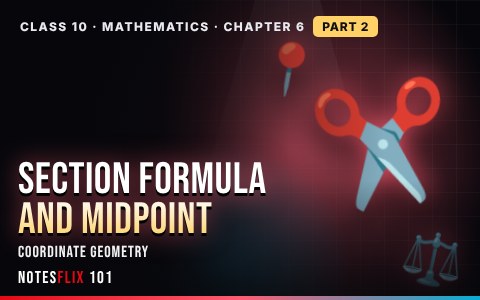 CLASS 10 · MATHEMATICS · CHAPTER 6 PART 2
SECTION FORMULA
AND MIDPOINT
COORDINATE GEOMETRY
NOTESFLIX 101